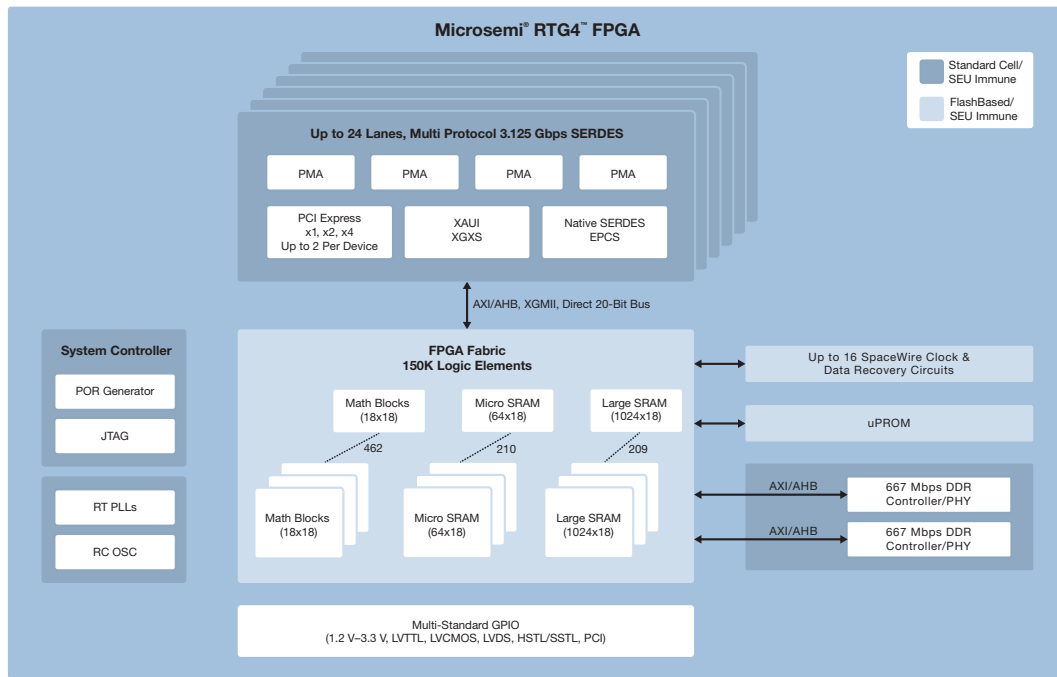 Microsemi® RTG4™ FPGA
Standard Cell/
SEU Immune
FlashBased/
SEU Immune
Up to 24 Lanes, Multi Protocol 3.125 Gbps SERDES
PMA
PMA
PMA
PMA
PCI Express
x1, x2, x4
Up to 2 Per Device
XAUI
XGXS
Native SERDES
EPCS
AXI/AHB, XGMII, Direct 20-Bit Bus
System Controller
POR Generator
JTAG
RT PLLs
RC OSC
FPGA Fabric
150K Logic Elements
Math Blocks
(18x18)
Micro SRAM
(64x18)
Large SRAM
(1024x18)
462
210
209
Math Blocks
(18x18)
Micro SRAM
(64x18)
Large SRAM
(1024x18)
Up to 16 SpaceWire Clock &
Data Recovery Circuits
uPROM
AXI/AHB
667 Mbps DDR
Controller/PHY
AXI/AHB
667 Mbps DDR
Controller/PHY
Multi-Standard GPIO
(1.2 V–3.3 V, LVTTL, LVCMOS, LVDS, HSTL/SSTL, PCI)